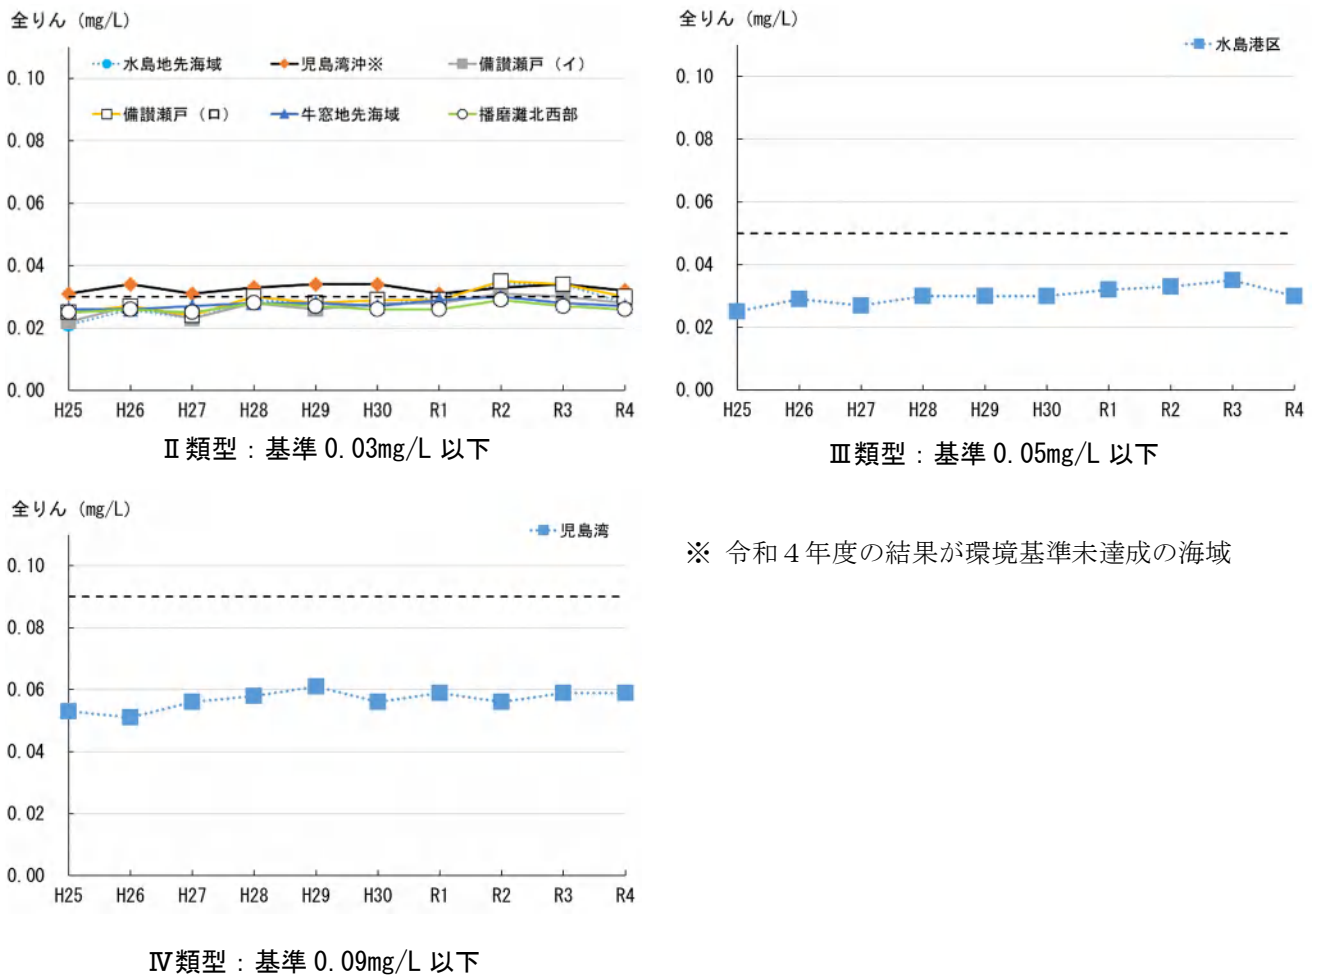 全りん (mg/L)
水島地先海域 児島湾沖※ 備讃瀬戸（イ）
備讃瀬戸（ロ） 牛窓地先海域 播磨灘北西部
0.10
0.08
0.06
0.04
0.02
0.00
H25 H26 H27 H28 H29 H30 R1 R2 R3 R4
Ⅱ類型：基準 0.03mg/L 以下
全りん (mg/L)
水島港区
0.10
0.08
0.06
0.04
0.02
0.00
H25 H26 H27 H28 H29 H30 R1 R2 R3 R4
Ⅲ類型：基準 0.05mg/L 以下
全りん (mg/L)
児島湾
0.10
0.08
0.06
0.04
0.02
0.00
H25 H26 H27 H28 H29 H30 R1 R2 R3 R4
Ⅳ類型：基準 0.09mg/L 以下
※ 令和４年度の結果が環境基準未達成の海域